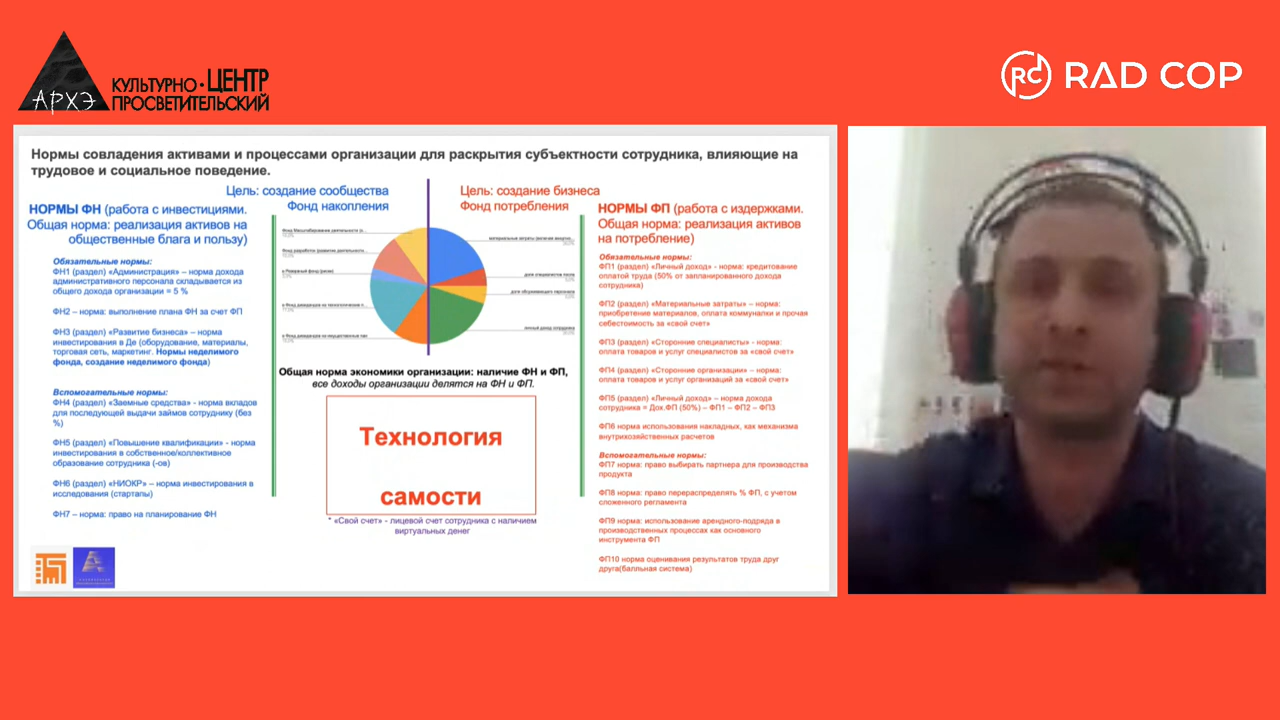 АРХЭ
КУЛЬТУРНО·ЦЕНТР
ПРОСВЕТИТЕЛЬСКИЙ
RC RAD COP
Нормы совладения активами и процессами организации для раскрытия субъектности сотрудника, влияющие на
трудовое и социальное поведение.
Цель: создание сообщества
Фонд накопления
Цель: создание бизнеса
Фонд потребления
НОРМЫ ФН (работа с инвестициями.
Общая норма: реализация активов на
общественные блага и пользу)
Обязательные нормы:
ФН1 (раздел) «Администрация» – норма дохода
административного персонала складывается из
общего дохода организации = 5 %
ФН2 – норма: выполнение плана ФН за счет ФП
ФН3 (раздел) «Развитие бизнеса» – норма
инвестирования в Де (оборудование, материалы,
торговая сеть, маркетинг. Нормы неделимого
фонда, создание неделимого фонда)
Вспомогательные нормы:
ФН4 (раздел) «Заемные средства» - норма вкладов
для последующей выдачи займов сотруднику (без
%)
ФН5 (раздел) «Повышение квалификации» - норма
инвестирования в собственное/коллективное
образование сотрудника (-ов)
ФН6 (раздел) «НИОКР» – норма инвестирования в
исследования (стартапы)
ФН7 – норма: право на планирование ФН
личный доход сотрудника
Общая норма экономики организации: наличие ФН и ФП,
все доходы организации делятся на ФН и ФП.
Технология
самости
* «Свой счет» - лицевой счет сотрудника с наличием
виртуальных денег
НОРМЫ ФП (работа с издержками.
Общая норма: реализация активов
на потребление)
Обязательные нормы:
ФП1 (раздел) «Личный доход» - норма: кредитование
оплатой труда (50% от запланированного дохода
сотрудника)
ФП2 (раздел) «Материальные затраты» – норма:
приобретение материалов, оплата коммуналки и прочая
себестоимость за «свой счет»
ФП3 (раздел) «Сторонние специалисты» - норма:
оплата товаров и услуг специалистов за «свой счет»
ФП4 (раздел) «Сторонние организации» – норма:
оплата товаров и услуг организаций за «свой счет»
ФП5 (раздел) «Личный доход» – норма дохода
сотрудника = Дох.ФП (50%) – ФП1 – ФП2 – ФП3
ФП6 норма использования накладных, как механизма
внутрихозяйственных расчетов
Вспомогательные нормы:
ФП7 норма: право выбирать партнера для производства
продукта
ФП8 норма: право перераспределять % ФП, с учетом
сложенного регламента
ФП9 норма: использование арендного-подряда в
производственных процессах как основного
инструмента ФП
ФП10 норма оценивания результатов труда друг
друга(балльная система)